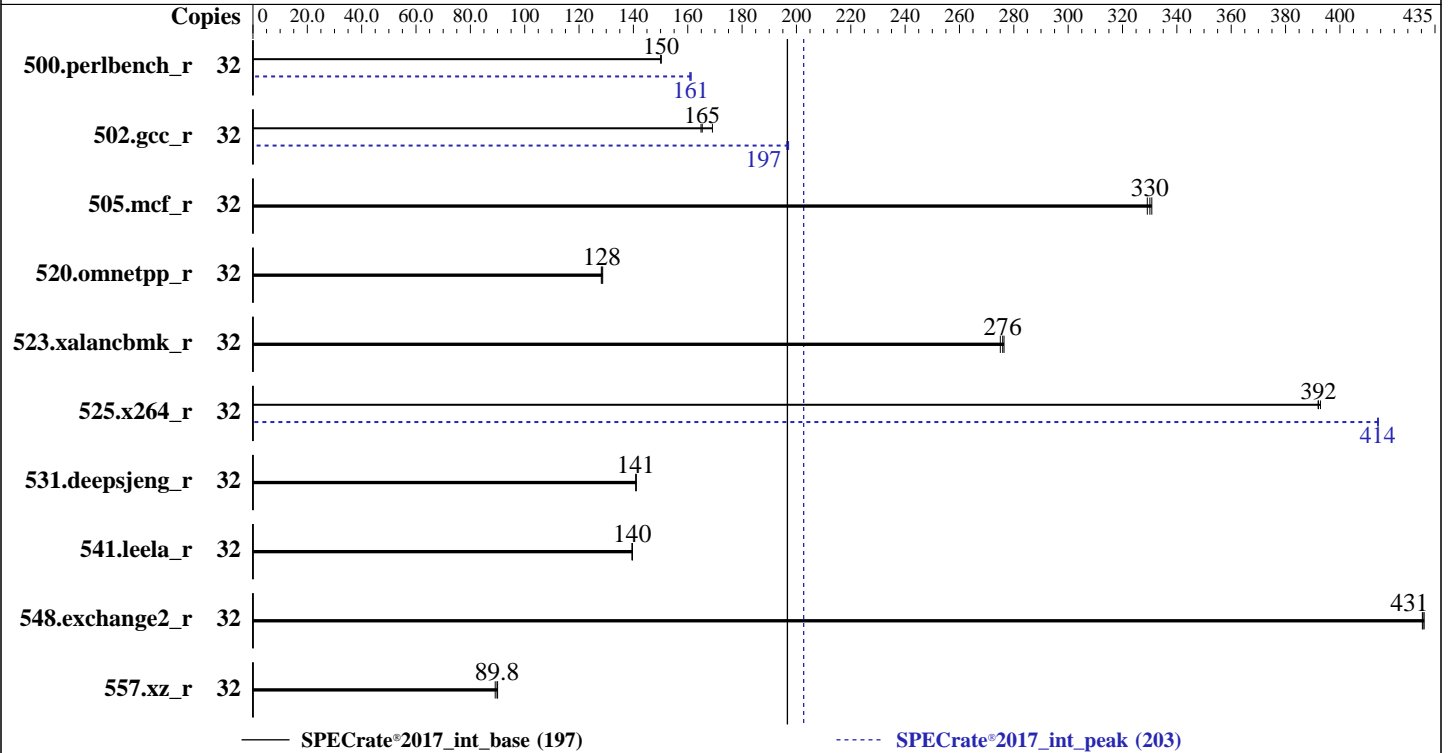 Copies 0 20.0 40.0 60.0 80.0 100 120 140 160 180 200 220 240 260 280 300 320 340 360 380 400 435
500.perlbench_r 32 150
161
502.gcc_r 32 165
197
505.mcf_r 32 330
520.omnetpp_r 32 128
523.xalancbmk_r 32 276
525.x264_r 32 392
414
531.deepsjeng_r 32 141
541.leela_r 32 140
548.exchange2_r 32 431
557.xz_r 32 89.8
SPECrate®2017_int_base (197) SPECrate®2017_int_peak (203)